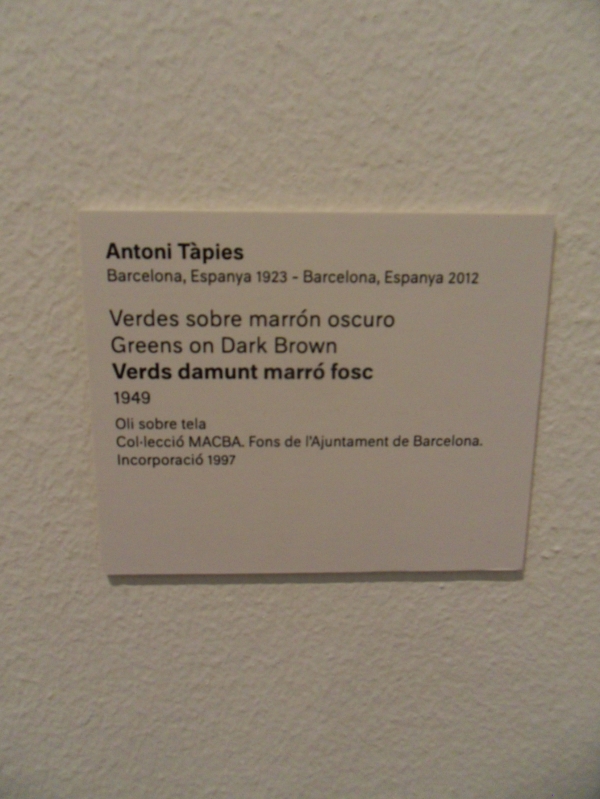 Antoni Tàpies
Barcelona, Espanya 1923 - Barcelona, Espanya 2012
Verdes sobre marrón oscuro
Greens on Dark Brown
Verds damunt marró fosc
1949
Oli sobre tela
Col·lecció MACBA. Fons de l'Ajuntament de Barcelona.
Incorporació 1997